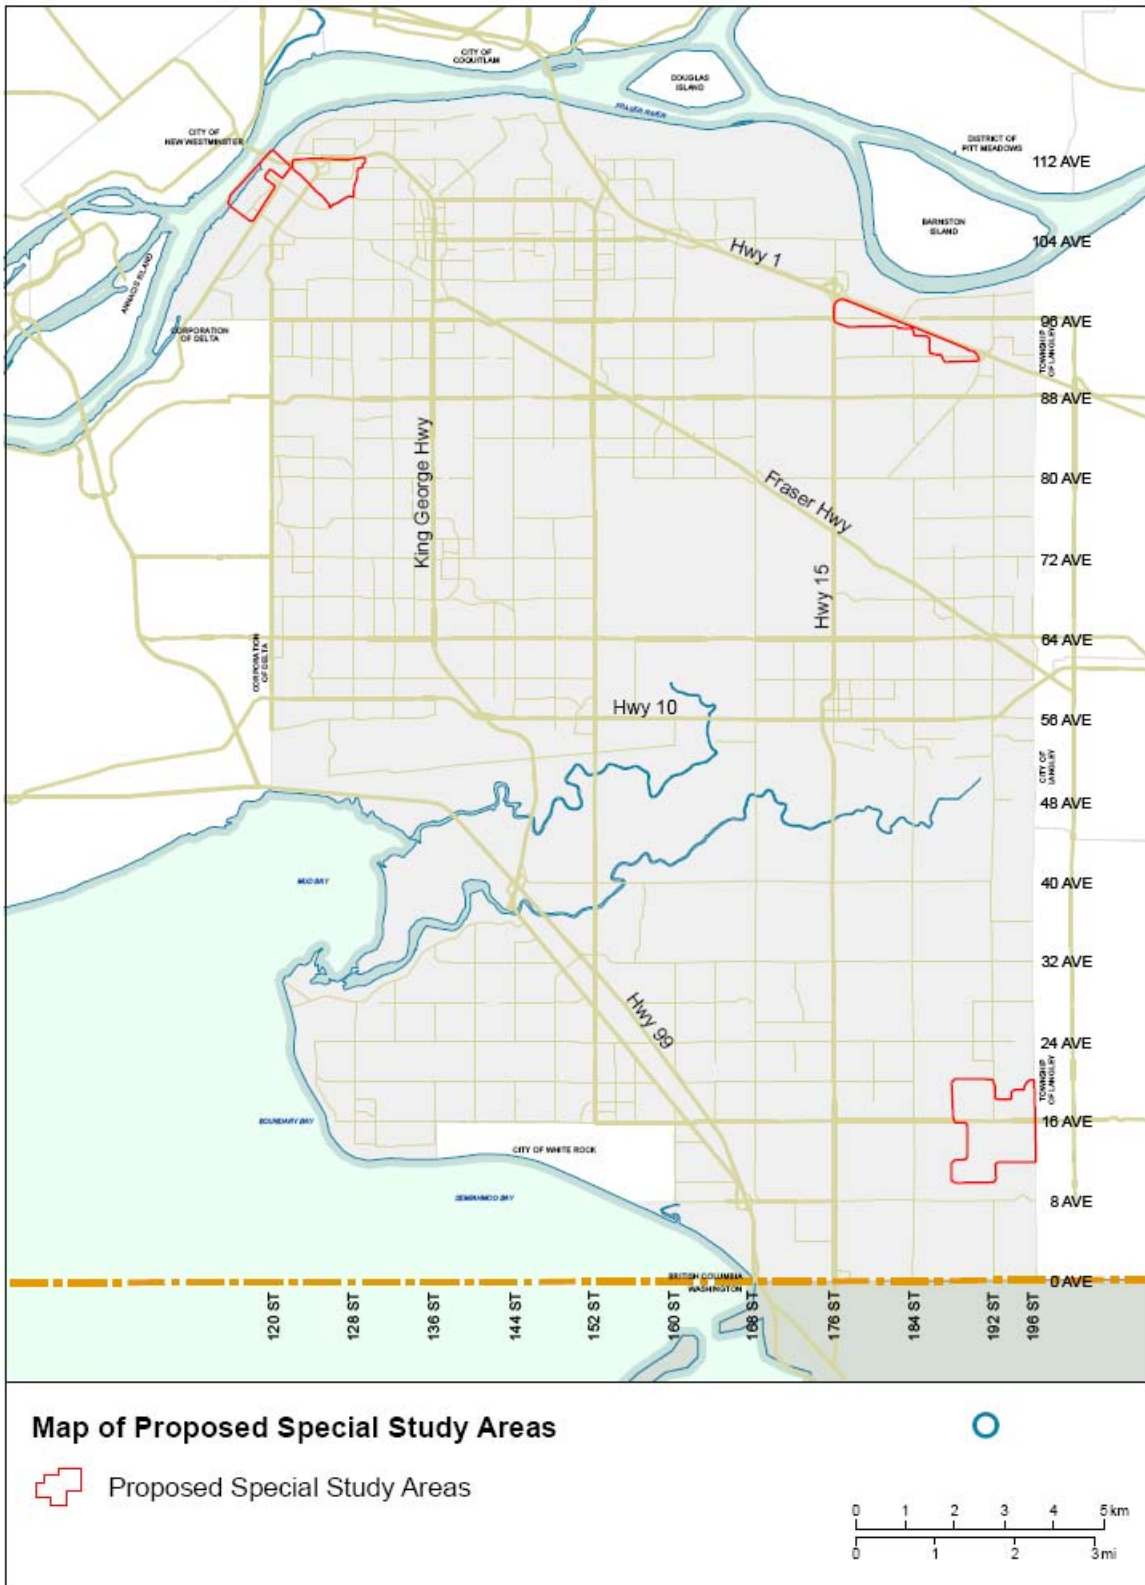 CITY OF
COQUITLAM
DOUGLAS
ISLAND
FRASER RIVER
CITY OF
NEW WESTMINSTER
DISTRICT OF
PITT MEADOWS
112 AVE
BARNSTON
ISLAND
104 AVE
Hwy 1
ANNACIS ISLAND
CORPORATION
OF DELTA
96 AVE
TOWNSHIP
OF LANGLEY
88 AVE
King George Hwy
80 AVE
Fraser Hwy
72 AVE
Hwy 15
64 AVE
CORPORATION
OF DELTA
Hwy 10
56 AVE
CITY OF
LANGLEY
48 AVE
MUD BAY
40 AVE
32 AVE
Hwy 99
24 AVE
TOWNSHIP
OF LANGLEY
BOUNDARY BAY
16 AVE
CITY OF WHITE ROCK
SEMIAHMOO BAY
8 AVE
BRITISH COLUMBIA
WASHINGTON
0 AVE
120 ST
128 ST
136 ST
144 ST
152 ST
160 ST
168 ST
176 ST
184 ST
192 ST
196 ST
Map of Proposed Special Study Areas
Proposed Special Study Areas
0 1 2 3 4 5 km
0 1 2 3 mi